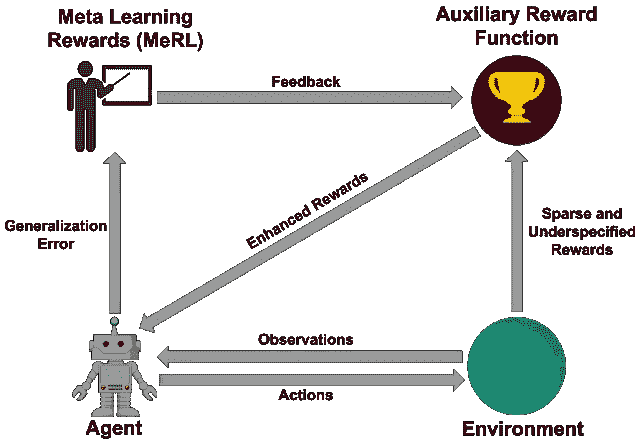 Meta Learning
Rewards (MeRL)
Auxiliary Reward
Function
Feedback
Generalization
Error
Enhanced Rewards
Sparse and
Underspecified
Rewards
Observations
Actions
Agent
Environment